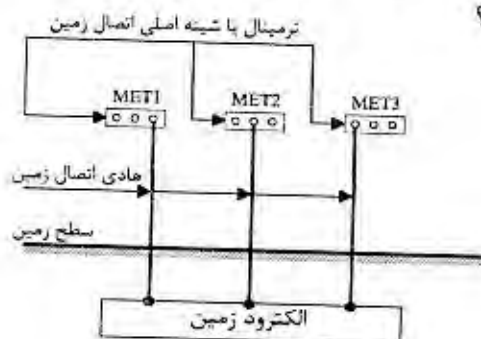 ترمینال یا شینه اصلی اتصال زمین
MET1 MET2 MET3
هادی اتصال زمین
سطح زمین
الکترود زمین